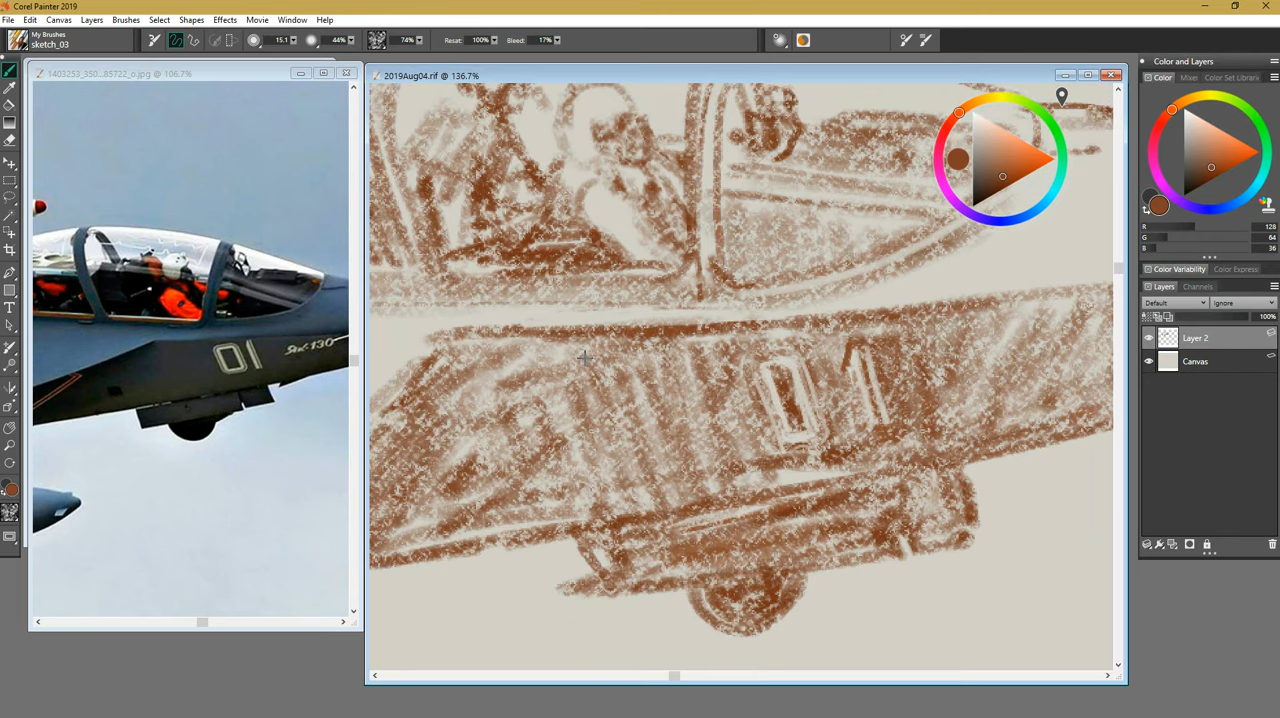 Corel Painter 2019
File Edit Canvas Layers Brushes Select Shapes Effects Movie Window Help
My Brushes
sketch_03
15.1 44% 74% Resat: 100% Bleed: 17%
1403253_350...85722_o.jpg @ 106.7%
01
2019Aug04.rif @ 136.7%
01
Color and Layers
Color Mixer Color Set Librari
R 128
G 64
B 36
Color Variability Color Express
Layers Channels
Default Ignore
100%
Layer 2
Canvas